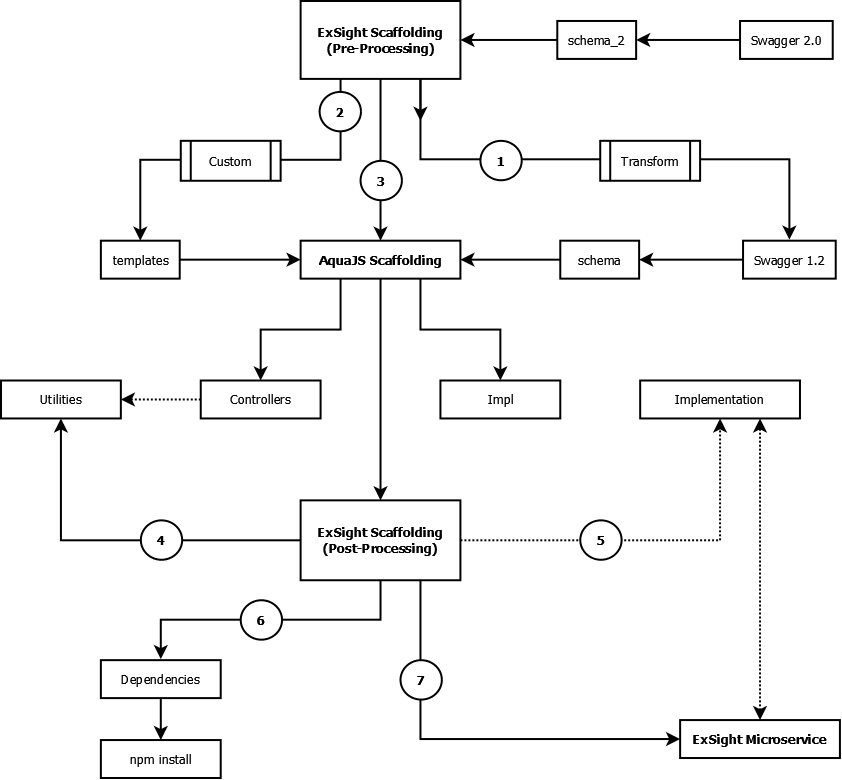 ExSight Scaffolding
(Pre-Processing)
schema_2
Swagger 2.0
2
Custom
3
1
Transform
templates
AquaJS Scaffolding
schema
Swagger 1.2
Utilities
Controllers
Impl
Implementation
ExSight Scaffolding
(Post-Processing)
4
5
6
7
Dependencies
ExSight Microservice
npm install